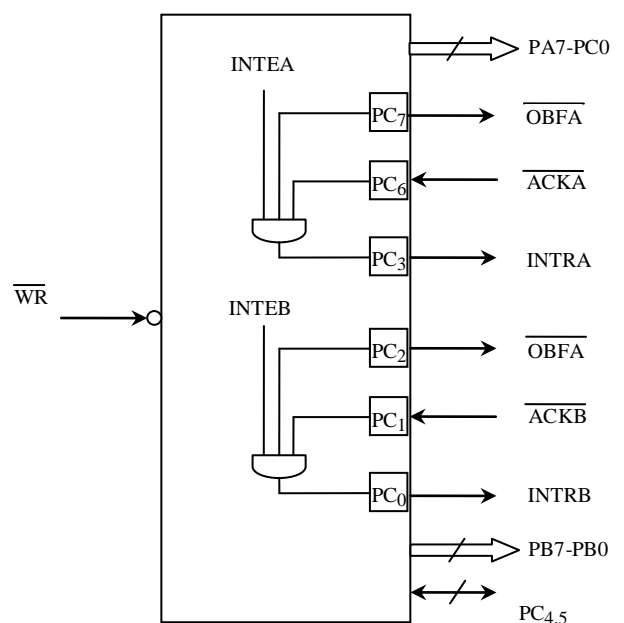 PA7-PC0
INTEA
PC7
OBFA
PC6
ACKA
PC3
INTRA
WR
INTEB
PC2
OBFA
PC1
ACKB
PC0
INTRB
PB7-PB0
PC4,5